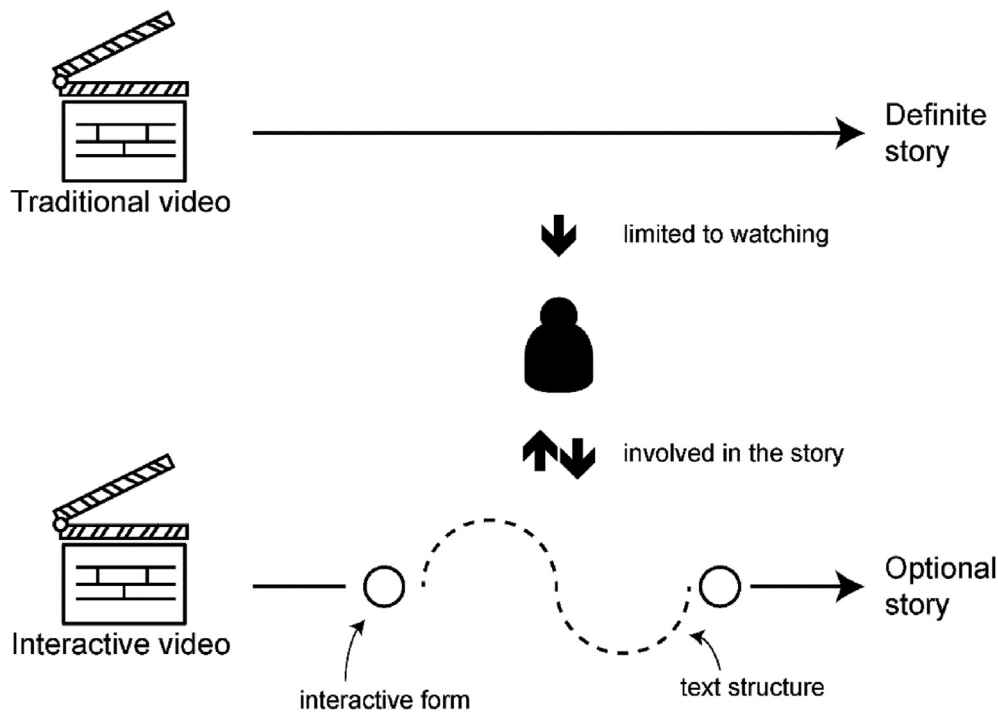 Definite
story
Traditional video
limited to watching
involved in the story
Optional
story
Interactive video
interactive form
text structure